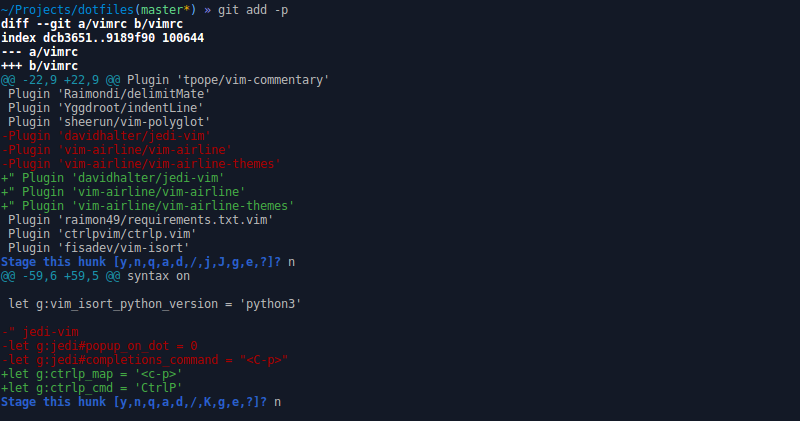 ~/Projects/dotfiles(master*) » git add -p
diff --git a/vimrc b/vimrc
index dcb3651..9189f90 100644
--- a/vimrc
+++ b/vimrc
@@ -22,9 +22,9 @@ Plugin 'tpope/vim-commentary'
 Plugin 'Raimondi/delimitMate'
 Plugin 'Yggdroot/indentLine'
 Plugin 'sheerun/vim-polyglot'
-Plugin 'davidhalter/jedi-vim'
-Plugin 'vim-airline/vim-airline'
-Plugin 'vim-airline/vim-airline-themes'
+" Plugin 'davidhalter/jedi-vim'
+" Plugin 'vim-airline/vim-airline'
+" Plugin 'vim-airline/vim-airline-themes'
 Plugin 'raimon49/requirements.txt.vim'
 Plugin 'ctrlpvim/ctrlp.vim'
 Plugin 'fisadev/vim-isort'
Stage this hunk [y,n,q,a,d,/,j,J,g,e,?]? n
@@ -59,6 +59,5 @@ syntax on
 let g:vim_isort_python_version = 'python3'
-" jedi-vim
-let g:jedi#popup_on_dot = 0
-let g:jedi#completions_command = "<C-p>"
+let g:ctrlp_map = '<c-p>'
+let g:ctrlp_cmd = 'CtrlP'
Stage this hunk [y,n,q,a,d,/,K,g,e,?]? n